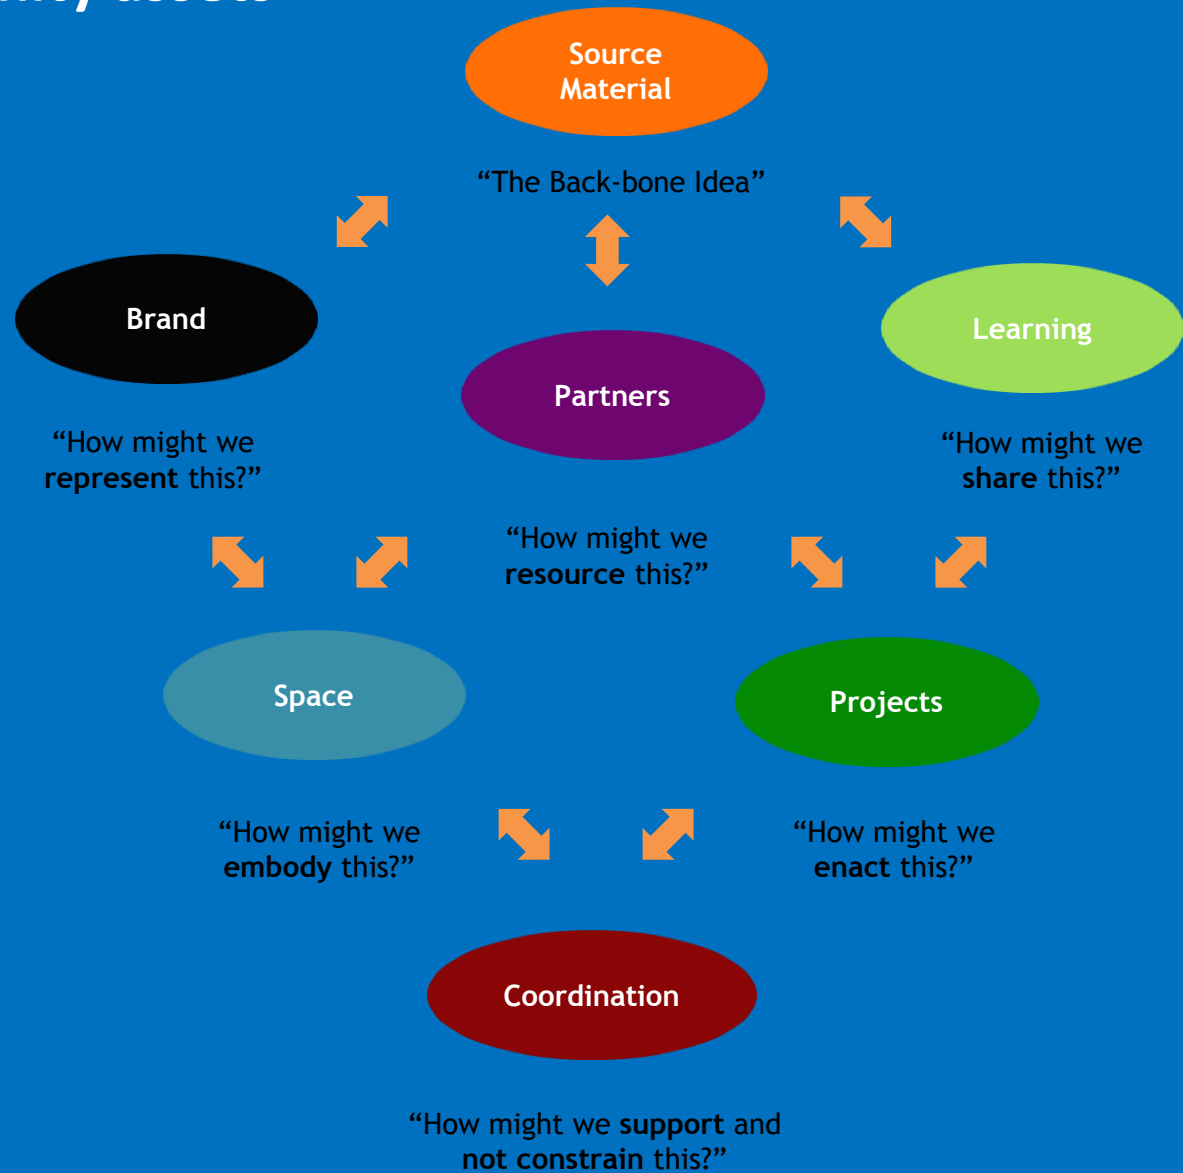 assets
Source
Material
“The Back-bone Idea”
Brand
Learning
Partners
“How might we
represent this?”
“How might we
share this?”
“How might we
resource this?”
Space
Projects
“How might we
embody this?”
“How might we
enact this?”
Coordination
“How might we support and
not constrain this?”